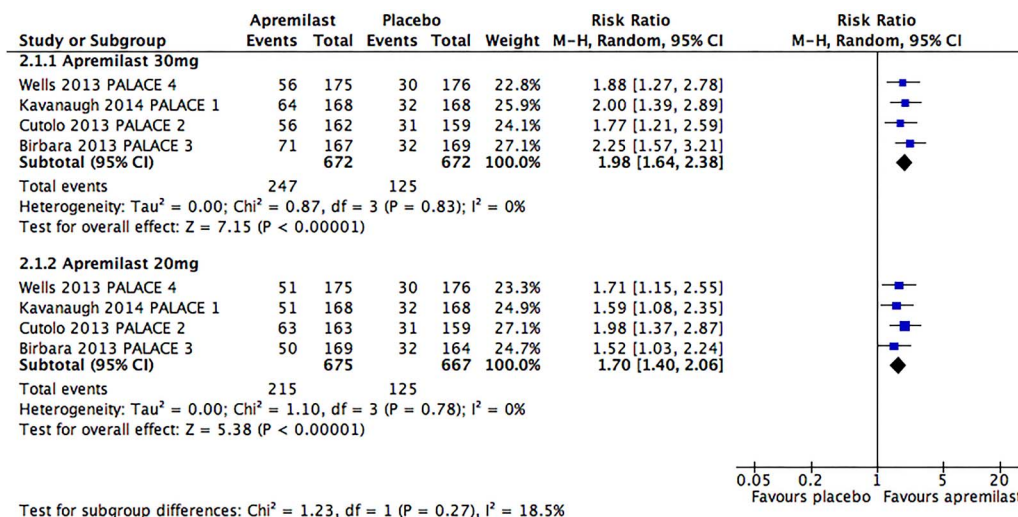 Apremilast Placebo Risk Ratio Risk Ratio
Study or Subgroup Events Total Events Total Weight M-H, Random, 95% CI M-H, Random, 95% CI
2.1.1 Apremilast 30mg
Wells 2013 PALACE 4 56 175 30 176 22.8% 1.88 [1.27, 2.78]
Kavanaugh 2014 PALACE 1 64 168 32 168 25.9% 2.00 [1.39, 2.89]
Cutolo 2013 PALACE 2 56 162 31 159 24.1% 1.77 [1.21, 2.59]
Birbara 2013 PALACE 3 71 167 32 169 27.1% 2.25 [1.57, 3.21]
Subtotal (95% CI) 672 672 100.0% 1.98 [1.64, 2.38]
Total events 247 125
Heterogeneity: Tau² = 0.00; Chi² = 0.87, df = 3 (P = 0.83); I² = 0%
Test for overall effect: Z = 7.15 (P < 0.00001)
2.1.2 Apremilast 20mg
Wells 2013 PALACE 4 51 175 30 176 23.3% 1.71 [1.15, 2.55]
Kavanaugh 2014 PALACE 1 51 168 32 168 24.9% 1.59 [1.08, 2.35]
Cutolo 2013 PALACE 2 63 163 31 159 27.1% 1.98 [1.37, 2.87]
Birbara 2013 PALACE 3 50 169 32 164 24.7% 1.52 [1.03, 2.24]
Subtotal (95% CI) 675 667 100.0% 1.70 [1.40, 2.06]
Total events 215 125
Heterogeneity: Tau² = 0.00; Chi² = 1.10, df = 3 (P = 0.78); I² = 0%
Test for overall effect: Z = 5.38 (P < 0.00001)
0.05 0.2 1 5 20
Favours placebo Favours apremilast
Test for subgroup differences: Chi² = 1.23, df = 1 (P = 0.27), I² = 18.5%